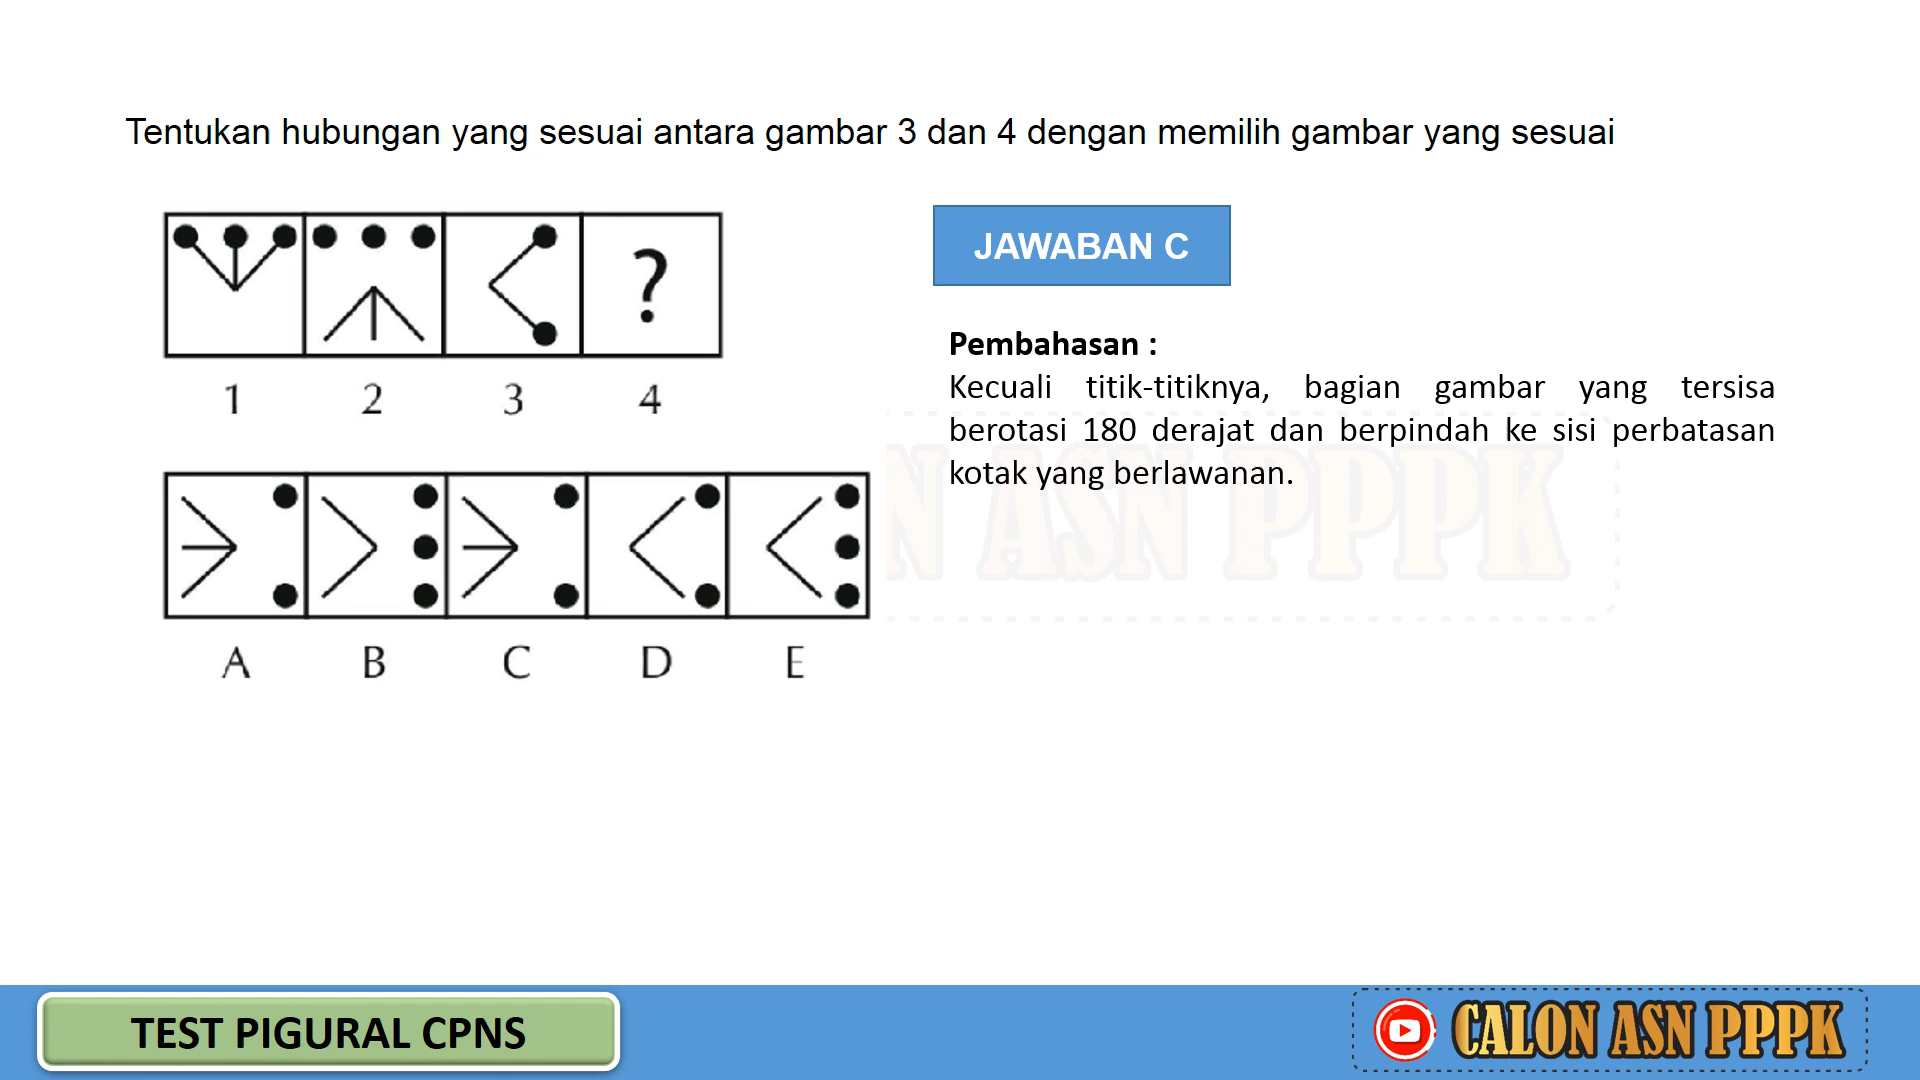 Tentukan hubungan yang sesuai antara gambar 3 dan 4 dengan memilih gambar yang sesuai
?
1 2 3 4
A B C D E
JAWABAN C
Pembahasan :
Kecuali titik-titiknya, bagian gambar yang tersisa
berotasi 180 derajat dan berpindah ke sisi perbatasan
kotak yang berlawanan.
N ASN PPPK
TEST PIGURAL CPNS
CALON ASN PPPK